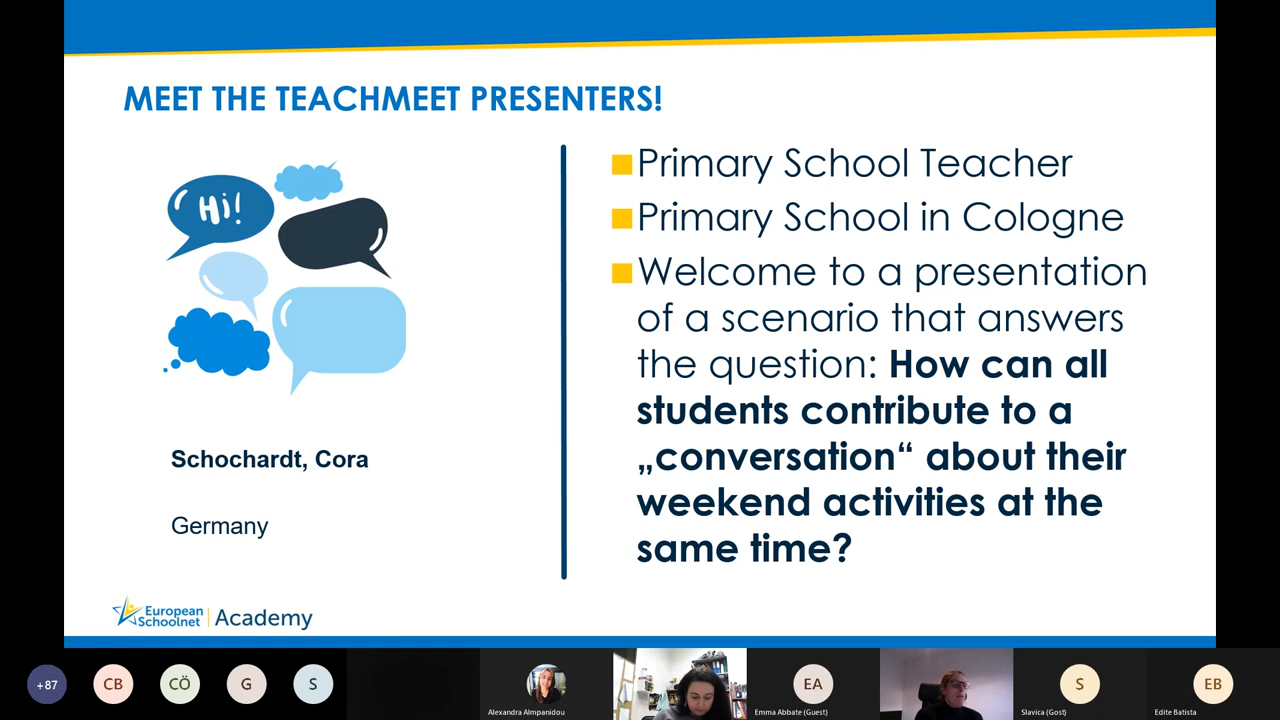 MEET THE TEACHMEET PRESENTERS!
Hi!
Schochardt, Cora
Germany
Primary School Teacher
Primary School in Cologne
Welcome to a presentation
of a scenario that answers
the question: How can all
students contribute to a
„conversation“ about their
weekend activities at the
same time?
European
Schoolnet
Academy
+87
CB
CÖ
G
S
Alexandra Almpanidou
EA
Emma Abbate (Guest)
S
Slavica (Gost)
EB
Edite Batista